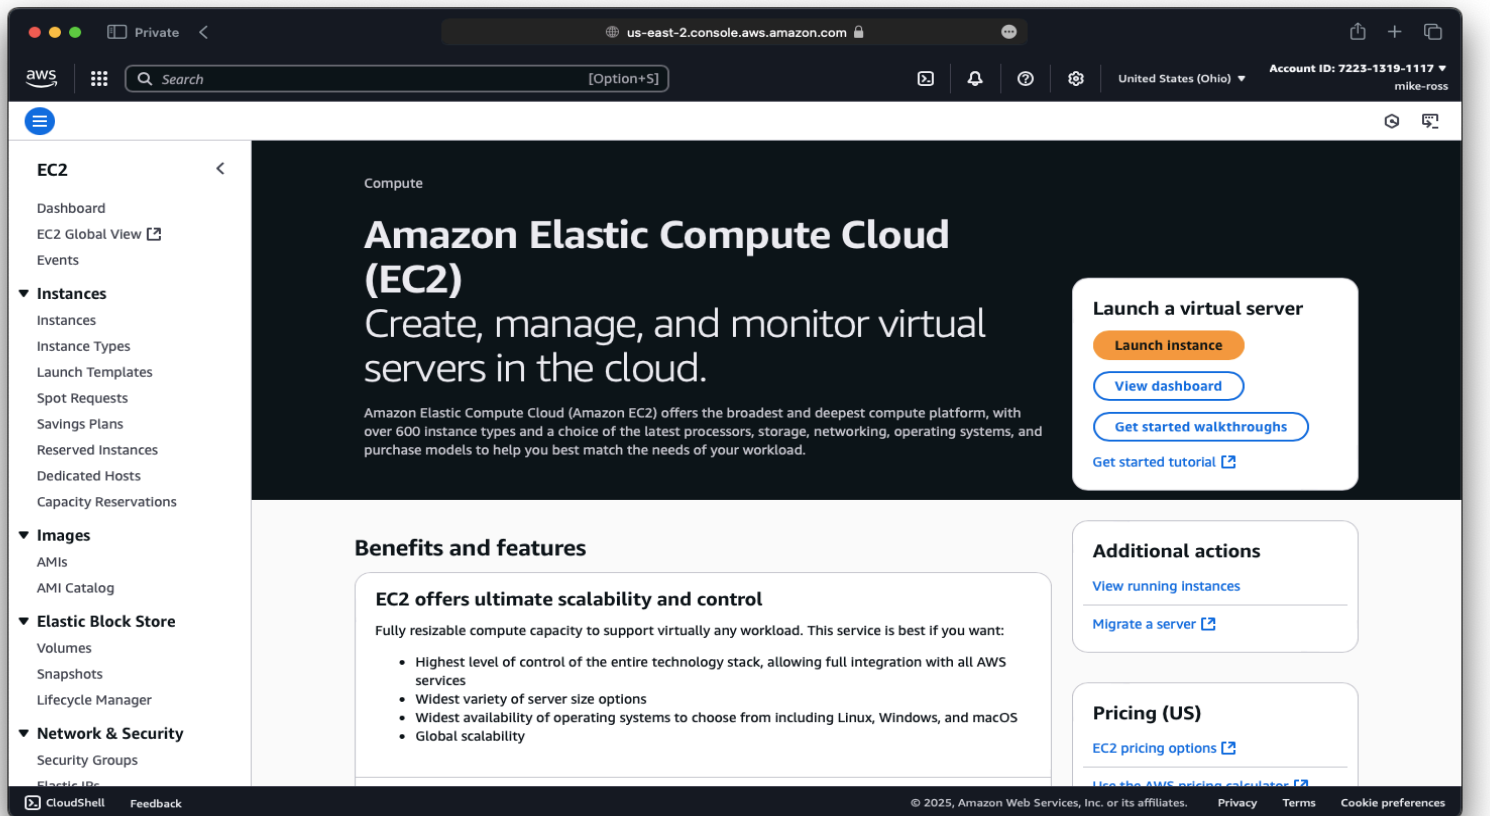 Private
us-east-2.console.aws.amazon.com
aws
Search
[Option+S]
United States (Ohio)
Account ID: 7223-1319-1117
mike-ross
EC2
Dashboard
EC2 Global View
Events
Instances
Instances
Instance Types
Launch Templates
Spot Requests
Savings Plans
Reserved Instances
Dedicated Hosts
Capacity Reservations
Images
AMIs
AMI Catalog
Elastic Block Store
Volumes
Snapshots
Lifecycle Manager
Network & Security
Security Groups
Elastic IPs
Compute
Amazon Elastic Compute Cloud
(EC2)
Create, manage, and monitor virtual
servers in the cloud.
Amazon Elastic Compute Cloud (Amazon EC2) offers the broadest and deepest compute platform, with
over 600 instance types and a choice of the latest processors, storage, networking, operating systems, and
purchase models to help you best match the needs of your workload.
Launch a virtual server
Launch instance
View dashboard
Get started walkthroughs
Get started tutorial
Benefits and features
EC2 offers ultimate scalability and control
Fully resizable compute capacity to support virtually any workload. This service is best if you want:
• Highest level of control of the entire technology stack, allowing full integration with all AWS
services
• Widest variety of server size options
• Widest availability of operating systems to choose from including Linux, Windows, and macOS
• Global scalability
Additional actions
View running instances
Migrate a server
Pricing (US)
EC2 pricing options
Use the AWS pricing calculator
CloudShell
Feedback
© 2025, Amazon Web Services, Inc. or its affiliates.
Privacy
Terms
Cookie preferences